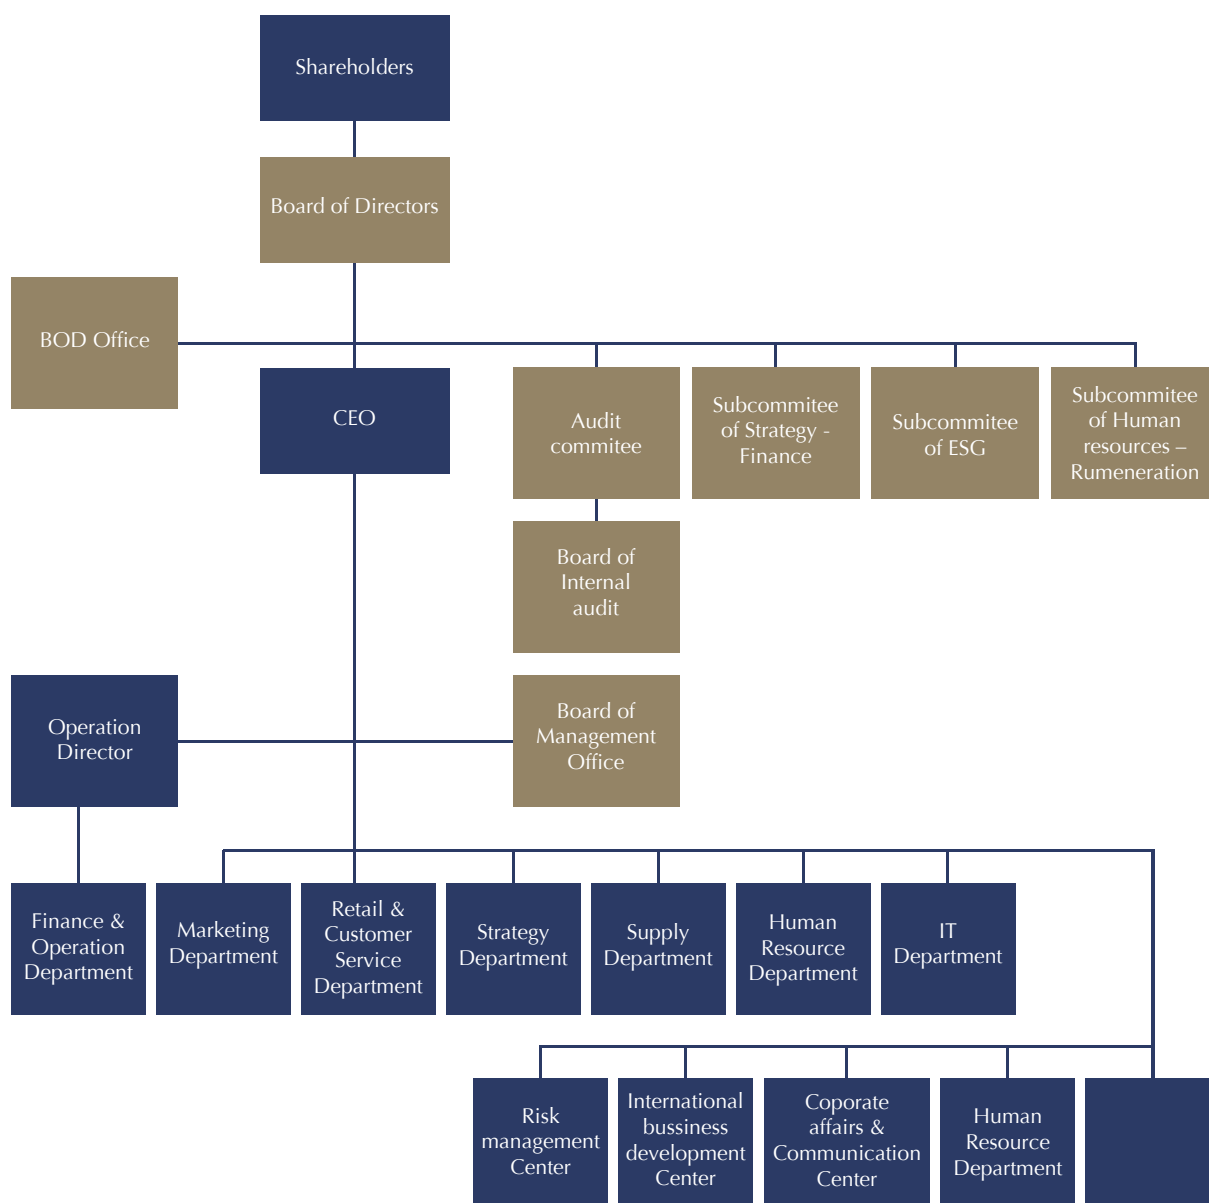 Shareholders
Board of Directors
BOD Office
CEO
Audit
commitee
Subcommitee
of Strategy -
Finance
Subcommitee
of ESG
Subcommitee
of Human
resources –
Rumeneration
Board of
Internal
audit
Operation
Director
Board of
Management
Office
Finance &
Operation
Department
Marketing
Department
Retail &
Customer
Service
Department
Strategy
Department
Supply
Department
Human
Resource
Department
IT
Department
Risk
management
Center
International
bussiness
development
Center
Coporate
affairs &
Communication
Center
Human
Resource
Department